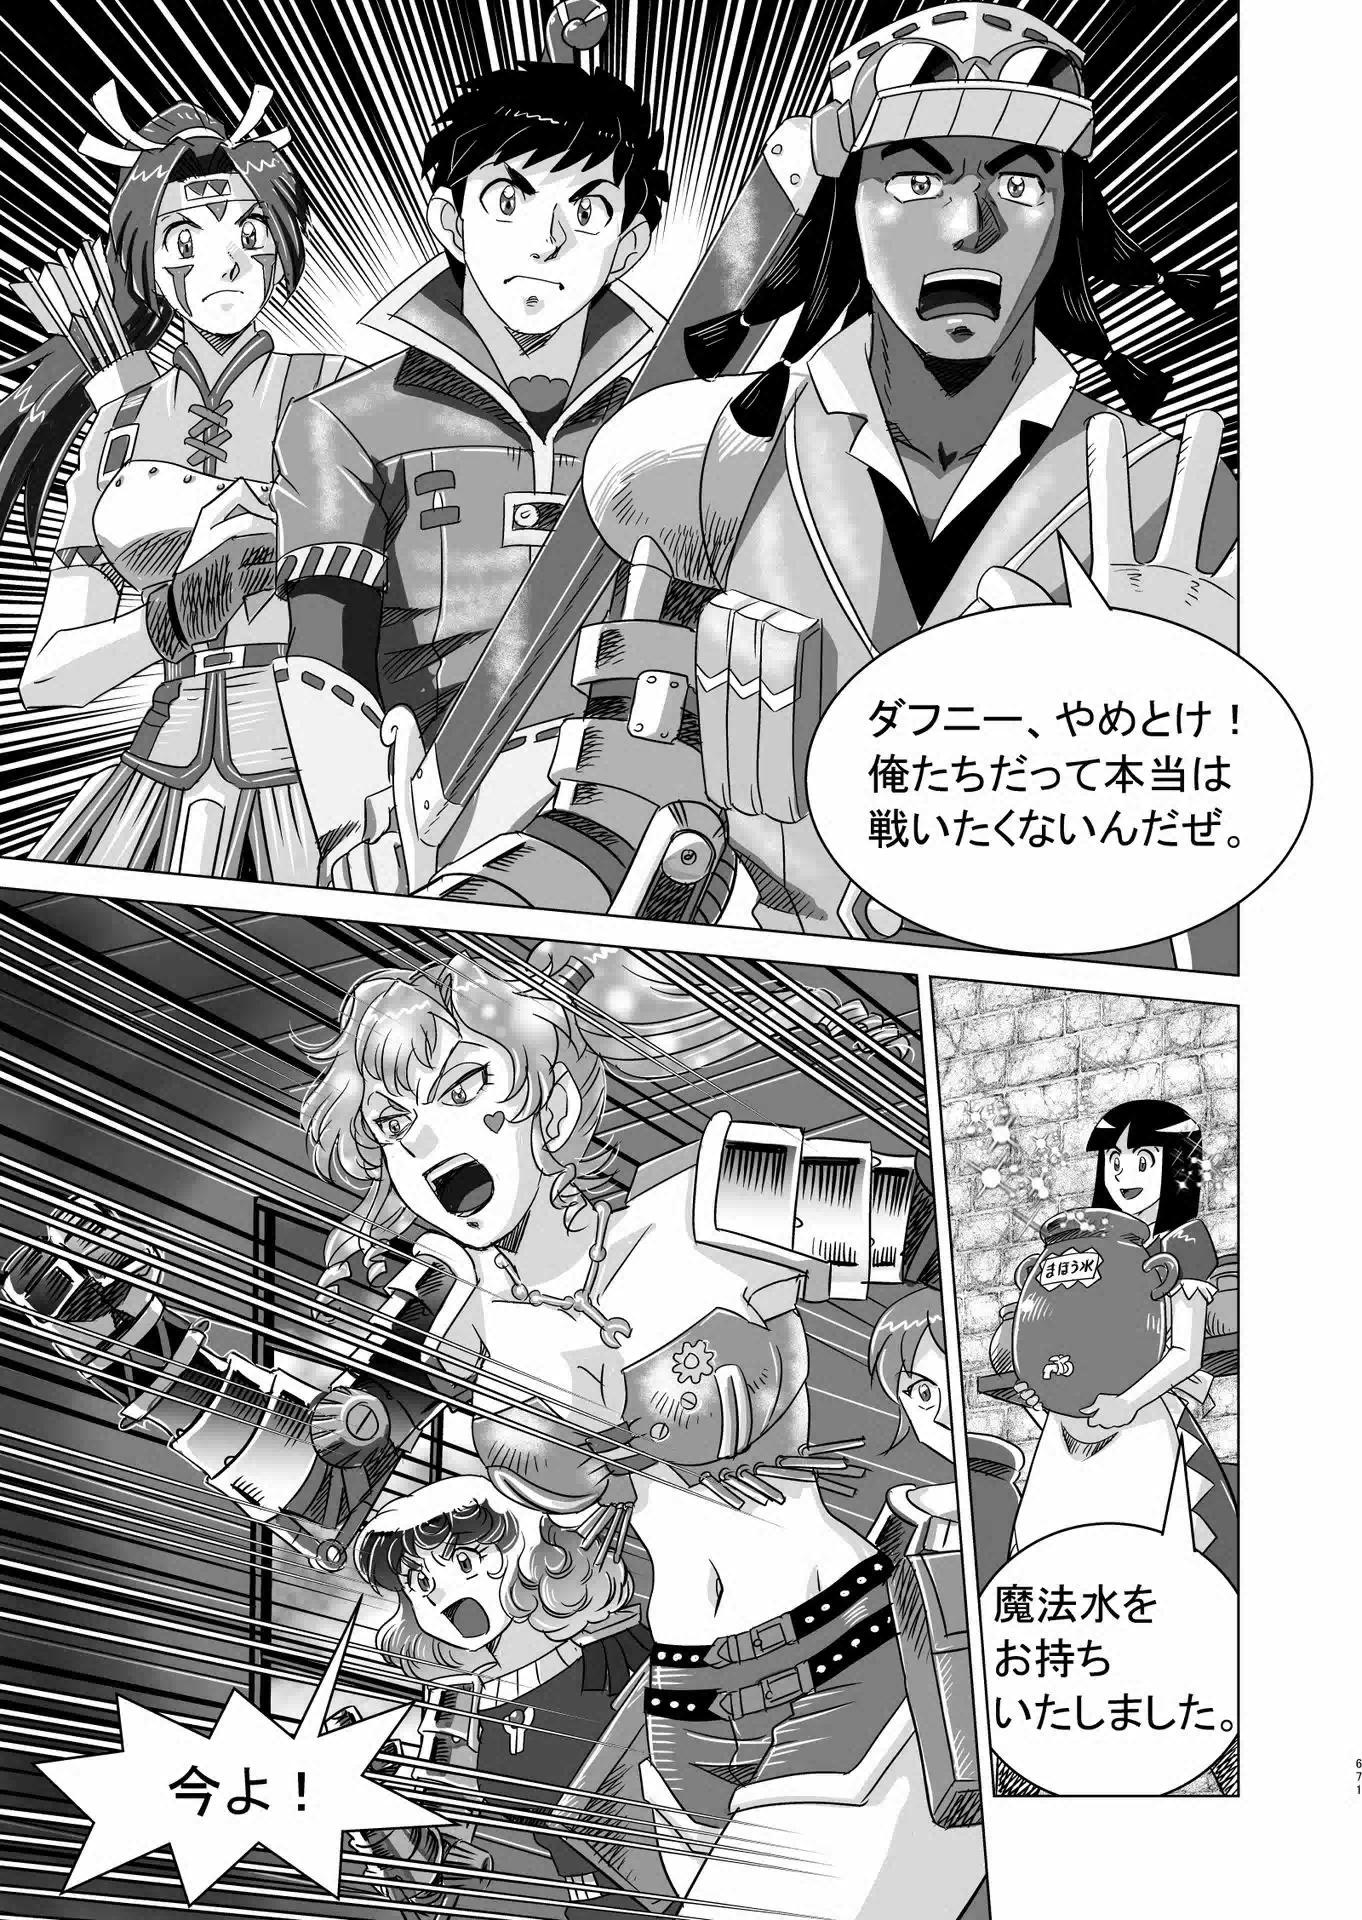 ダフニー、やめとけ！
俺たちだって本当は
戦いたくないんだぜ。
まほう水
魔法水を
お持ち
いたしました。
今よ！
671